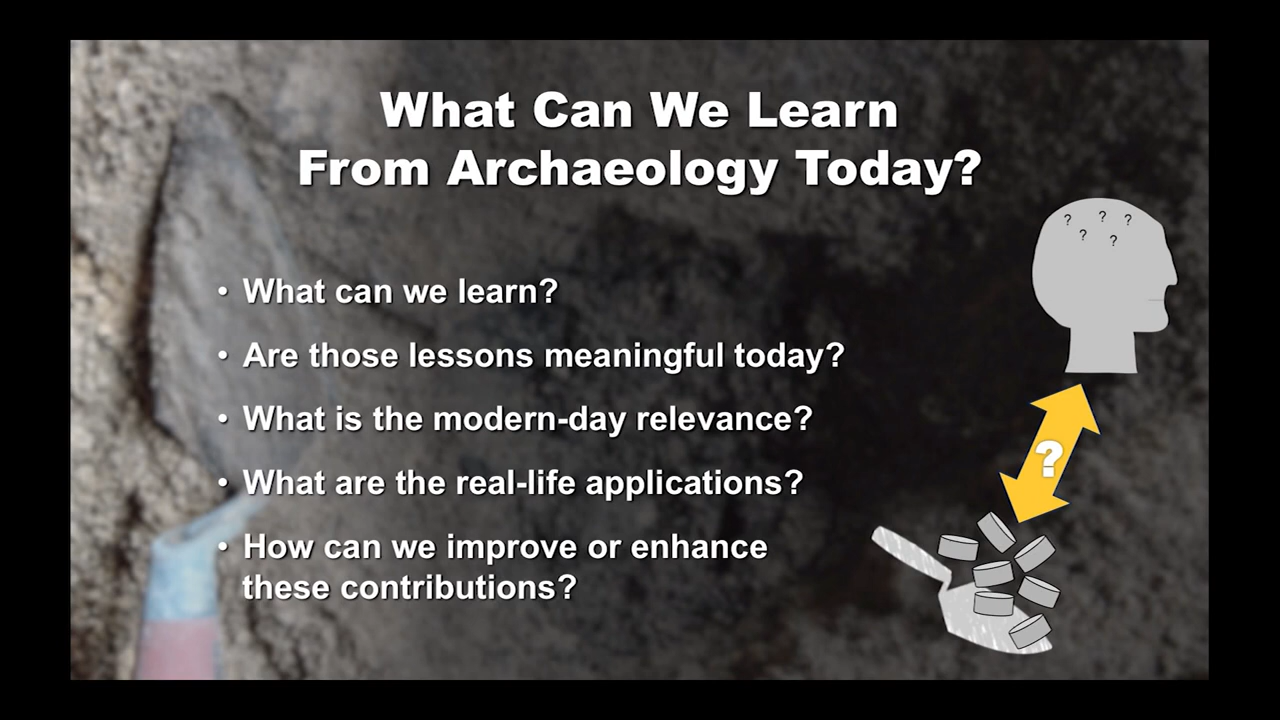 What Can We Learn
From Archaeology Today?
• What can we learn?
• Are those lessons meaningful today?
• What is the modern-day relevance?
• What are the real-life applications?
• How can we improve or enhance
these contributions?
? ? ?
? ?
?